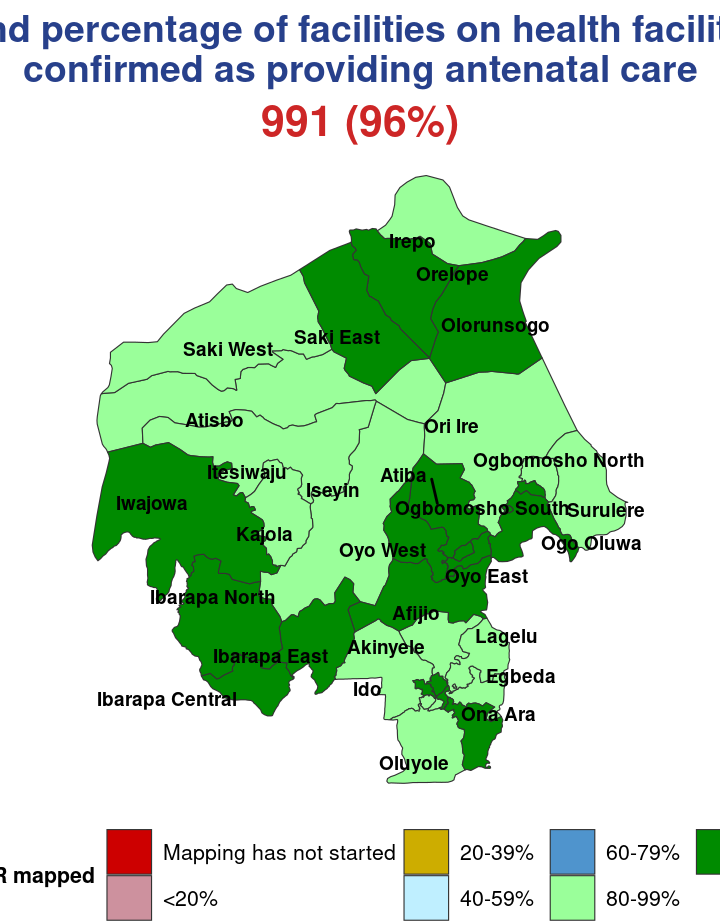 nd percentage of facilities on health facilit
confirmed as providing antenatal care
991 (96%)
Irepo
Orelope
Olorunsogo
Saki East
Saki West
Atisbo
Ori Ire
Ogbomosho North
Itesiwaju
Atiba
Iseyin
Iwajowa
Ogbomosho South
Surulere
Kajola
Ogo Oluwa
Oyo West
Oyo East
Ibarapa North
Afijio
Lagelu
Akinyele
Ibarapa East
Egbeda
Ido
Ibarapa Central
Ona Ara
Oluyole
Mapping has not started
20-39%
60-79%
R mapped
<20%
40-59%
80-99%